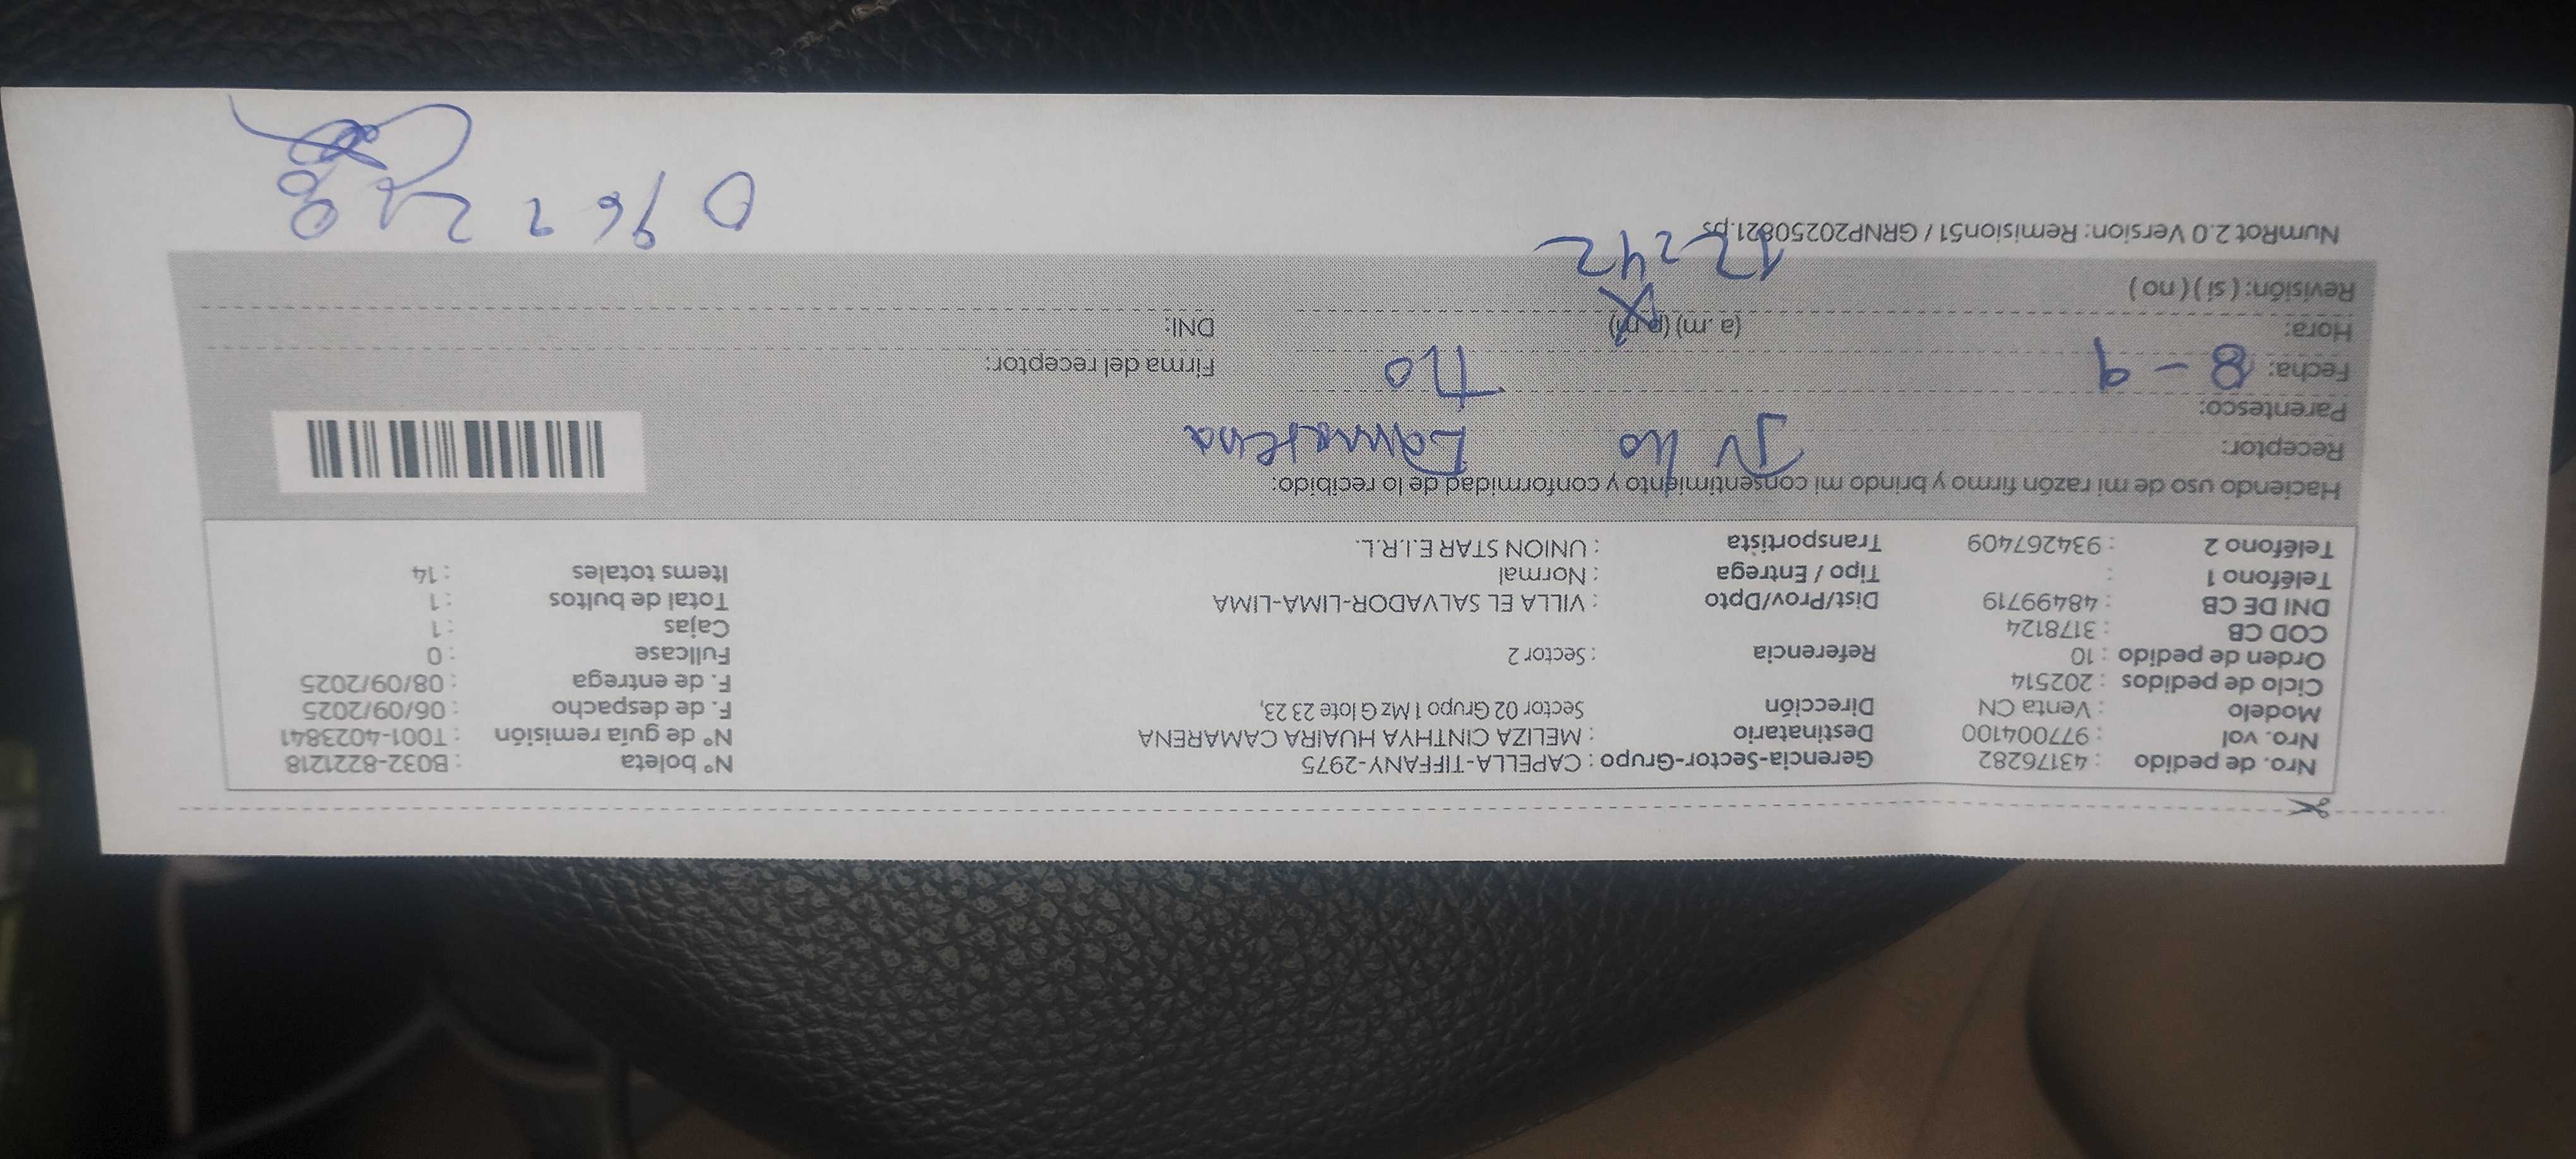 Nro. de pedido : 43176282 Gerencia-Sector-Grupo : CAPELLA-TIFFANY-2975 N° boleta : B032-8221218
Nro. vol : 977004100 Destinatario : MELIZA CINTHYA HUAIRA CAMARENA N° de guía remisión : T001-4023841
Modelo : Venta CN Dirección Sector 02 Grupo 1 Mz G lote 23 23, F. de despacho : 06/09/2025
Ciclo de pedidos : 202514 F. de entrega : 08/09/2025
Orden de pedido : 10 Referencia : Sector 2 Fullcase : 0
COD CB : 3178124 Cajas : 1
DNI DE CB : 48499719 Dist/Prov/Dpto : VILLA EL SALVADOR-LIMA-LIMA Total de bultos : 1
Teléfono 1 : Tipo / Entrega : Normal Items totales : 14
Teléfono 2 : 934267409 Transportista : UNION STAR E.I.R.L.
Haciendo uso de mi razón firmo y brindo mi consentimiento y conformidad de lo recibido:
Receptor: Camarena
Parentesco: tio
Fecha: 8-9 Firma del receptor:
Hora: (a .m) (p.m) DNI:
Revisión: ( si ) ( no ) 12:42
NumRot 2.0 Version: Remision51 / GRNP20250821.ps